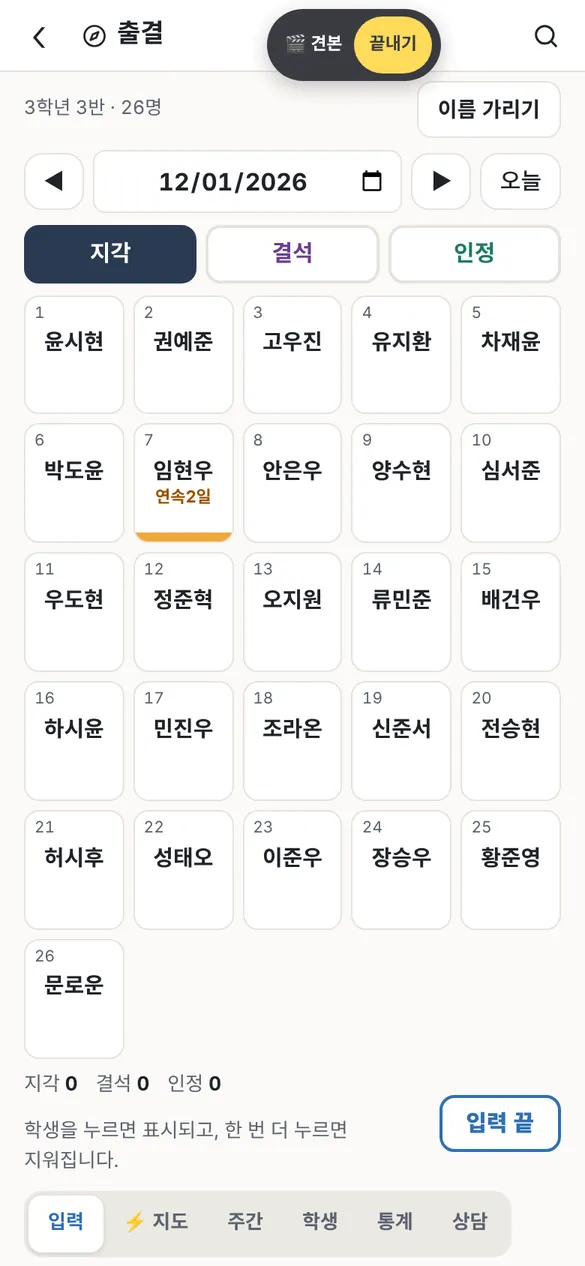 출결
🎬 견본 끝내기
3학년 3반 · 26명
이름 가리기
◀ 12/01/2026 ▶ 오늘
지각 결석 인정
1 2 3 4 5
윤시현 권예준 고우진 유지환 차재윤
6 7 8 9 10
박도윤 임현우 안은우 양수현 심서준
연속2일
11 12 13 14 15
우도현 정준혁 오지원 류민준 배건우
16 17 18 19 20
하시윤 민진우 조라온 신준서 전승현
21 22 23 24 25
허시후 성태오 이준우 장승우 황준영
26
문로운
지각 0 결석 0 인정 0
학생을 누르면 표시되고, 한 번 더 누르면
지워집니다.
입력 끝
입력 ⚡ 지도 주간 학생 통계 상담